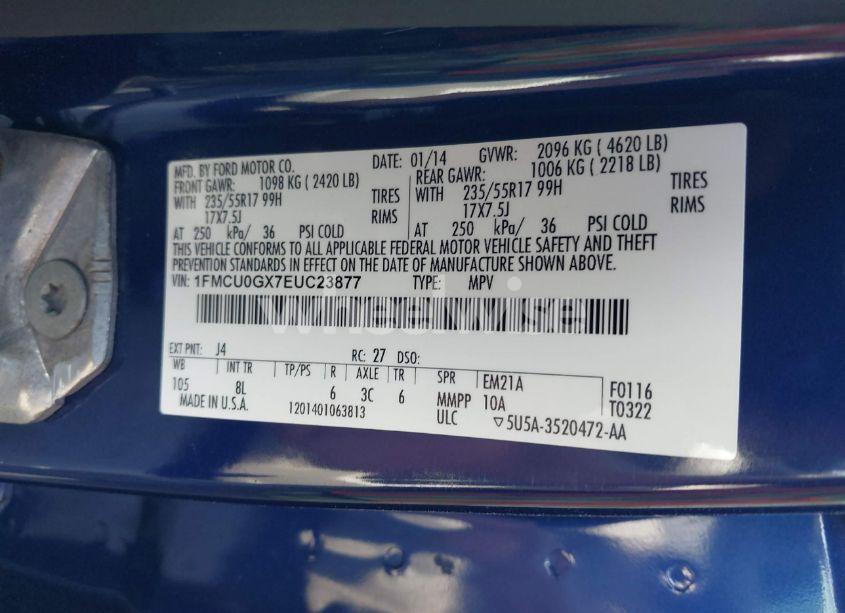 MFD. BY FORD MOTOR CO. DATE: 01/14 GVWR: 2096 KG ( 4620 LB)
FRONT GAWR: 1098 KG ( 2420 LB) REAR GAWR: 1006 KG ( 2218 LB)
WITH 235/55R17 99H TIRES WITH 235/55R17 99H TIRES
17X7.5J RIMS 17X7.5J RIMS
AT 250 kPa/ 36 PSI COLD AT 250 kPa/ 36 PSI COLD
THIS VEHICLE CONFORMS TO ALL APPLICABLE FEDERAL MOTOR VEHICLE SAFETY AND THEFT
PREVENTION STANDARDS IN EFFECT ON THE DATE OF MANUFACTURE SHOWN ABOVE.
VIN: 1FMCU0GX7EUC23877 TYPE: MPV
wheelwise
EXT PNT: J4 RC: 27 DSO:
WB INT TR TP/PS R AXLE TR SPR EM21A F0116
105 8L 6 3C 6 MMPP 10A T0322
MADE IN U.S.A. 1201401063813 ULC ▽5U5A-3520472-AA